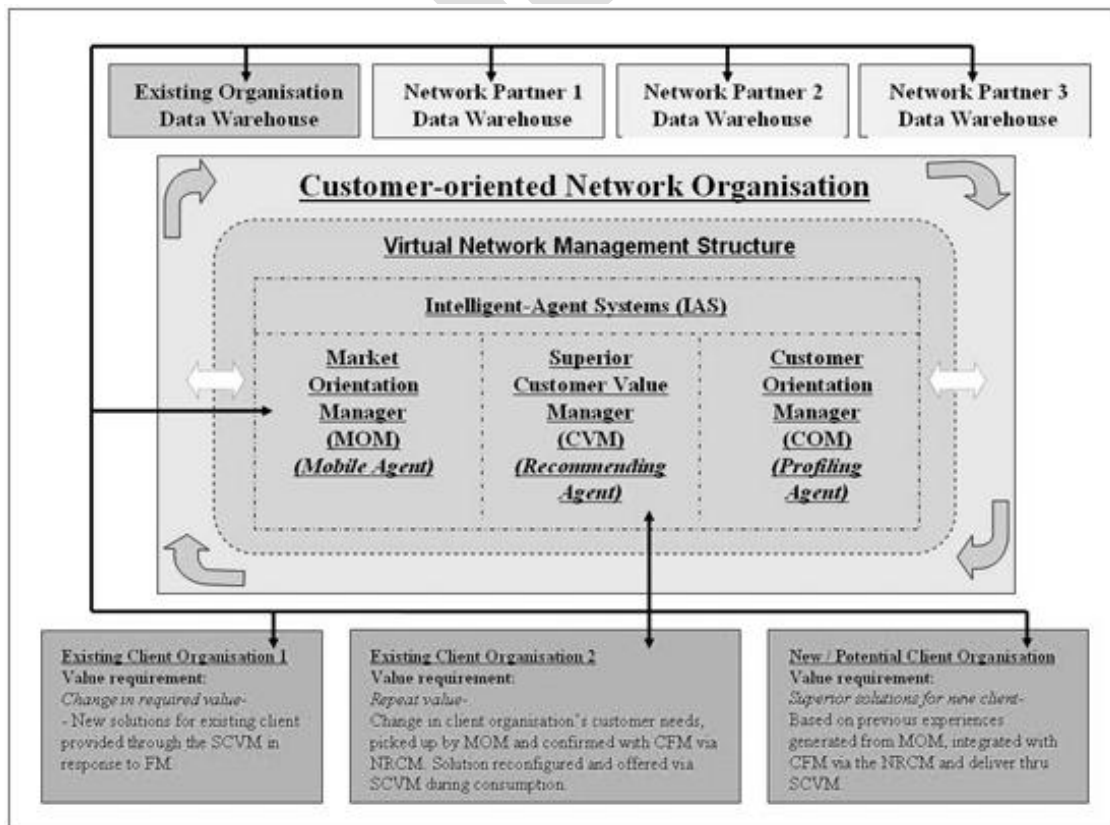 Existing Organisation
Data Warehouse
Network Partner 1
Data Warehouse
Network Partner 2
Data Warehouse
Network Partner 3
Data Warehouse
Customer-oriented Network Organisation
Virtual Network Management Structure
Intelligent-Agent Systems (IAS)
Market
Orientation
Manager
(MOM)
(Mobile Agent)
Superior
Customer Value
Manager
(CVM)
(Recommending
Agent)
Customer
Orientation
Manager
(COM)
(Profiling
Agent)
Existing Client Organisation 1
Value requirement:
Change in required value-
- New solutions for existing client
provided through the SCVM in
response to FM.
Existing Client Organisation 2
Value requirement:
Repeat value-
Change in client organisation's customer needs,
picked up by MOM and confirmed with CFM via
NRCM. Solution reconfigured and offered via
SCVM during consumption.
New / Potential Client Organisation
Value requirement:
Superior solutions for new client-
Based on previous experiences
generated from MOM, integrated with
CFM via the NRCM and deliver thru
SCVM.